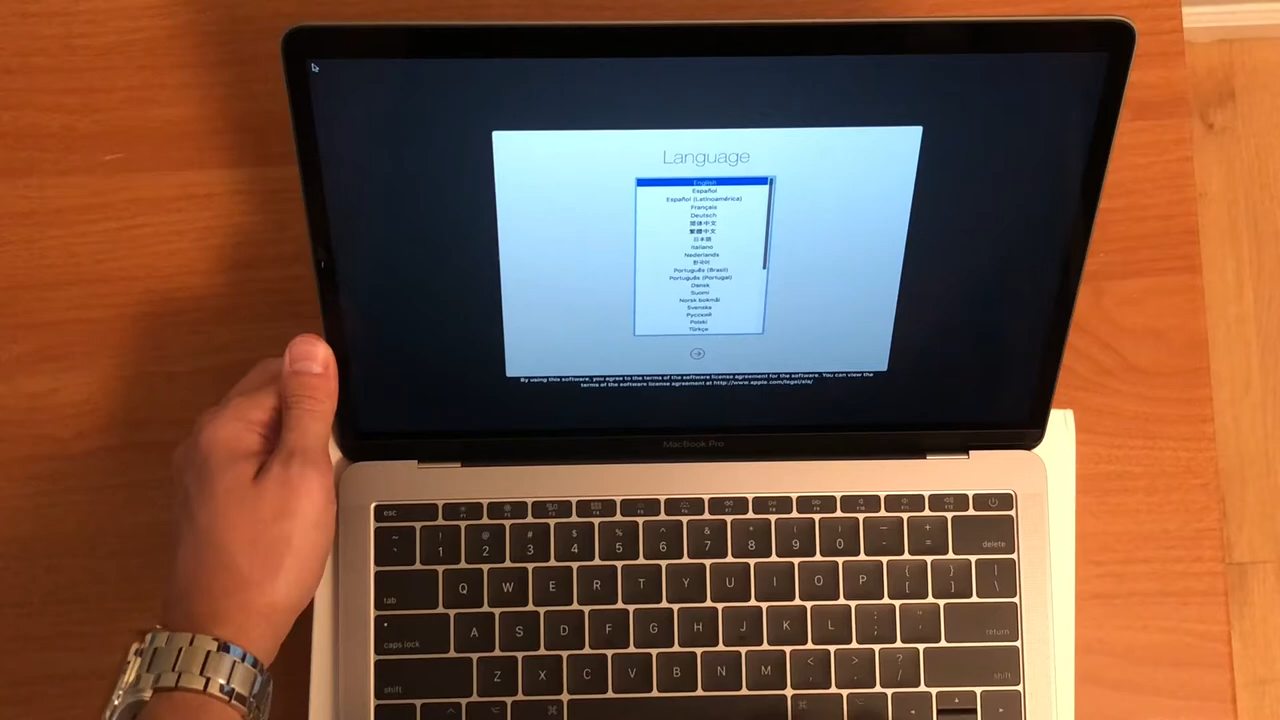 Language
English
Español
Español (Latinoamérica)
Français
Deutsch
简体中文
繁體中文
日本語
Italiano
Nederlands
한국어
Português (Brasil)
Português (Portugal)
Dansk
Suomi
Norsk bokmål
Svenska
Русский
Polski
Türkçe
By using this software, you agree to the terms of the software license agreement for the software. You can view the
terms of the software license agreement at http://www.apple.com/legal/sla/
MacBook Pro
esc F1 F2 F3 F4 F5 F6 F7 F8 F9 F10 F11 F12
~ ! @ # $ % ^ & * ( ) — +
` 1 2 3 4 5 6 7 8 9 0 - = delete
tab Q W E R T Y U I O P { [ } ] | \
caps lock A S D F G H J K L : ; " ' return
shift Z X C V B N M < , > . ? / shift